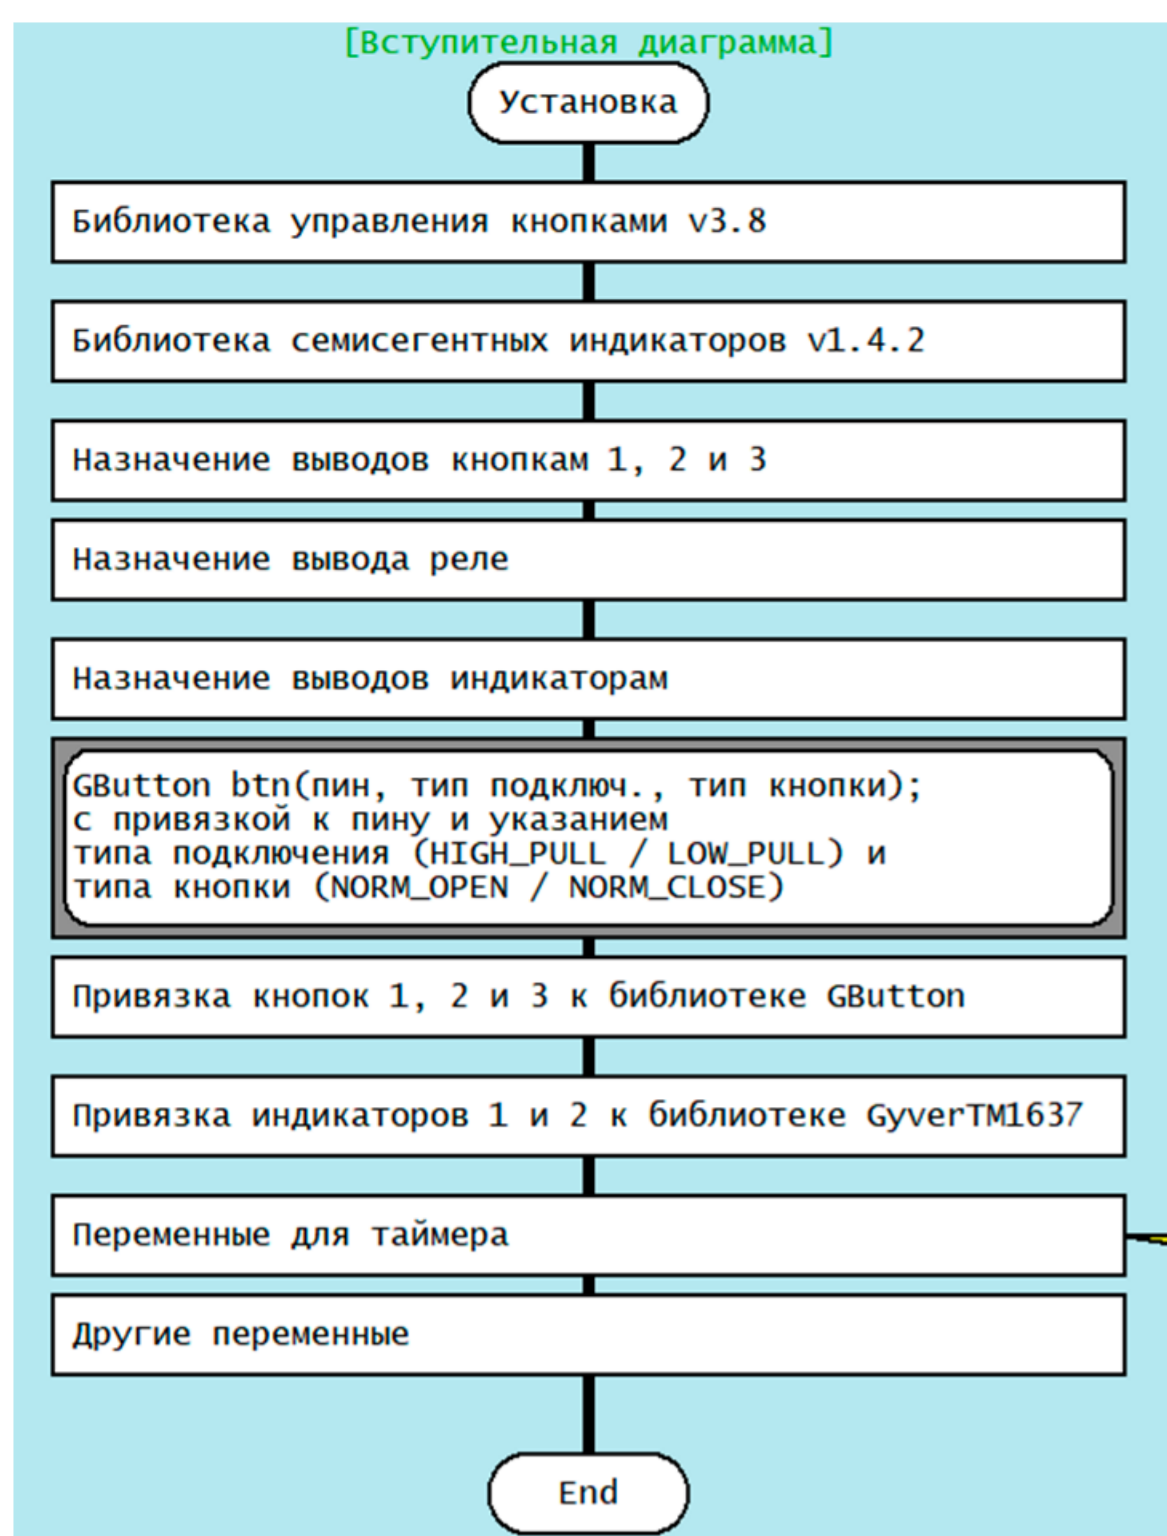 [Вступительная диаграмма]
Установка
Библиотека управления кнопками v3.8
Библиотека семисегентных индикаторов v1.4.2
Назначение выводов кнопкам 1, 2 и 3
Назначение вывода реле
Назначение выводов индикаторам
GButton btn(пин, тип подключ., тип кнопки);
с привязкой к пину и указанием
типа подключения (HIGH_PULL / LOW_PULL) и
типа кнопки (NORM_OPEN / NORM_CLOSE)
Привязка кнопок 1, 2 и 3 к библиотеке GButton
Привязка индикаторов 1 и 2 к библиотеке GyverTM1637
Переменные для таймера
Другие переменные
End